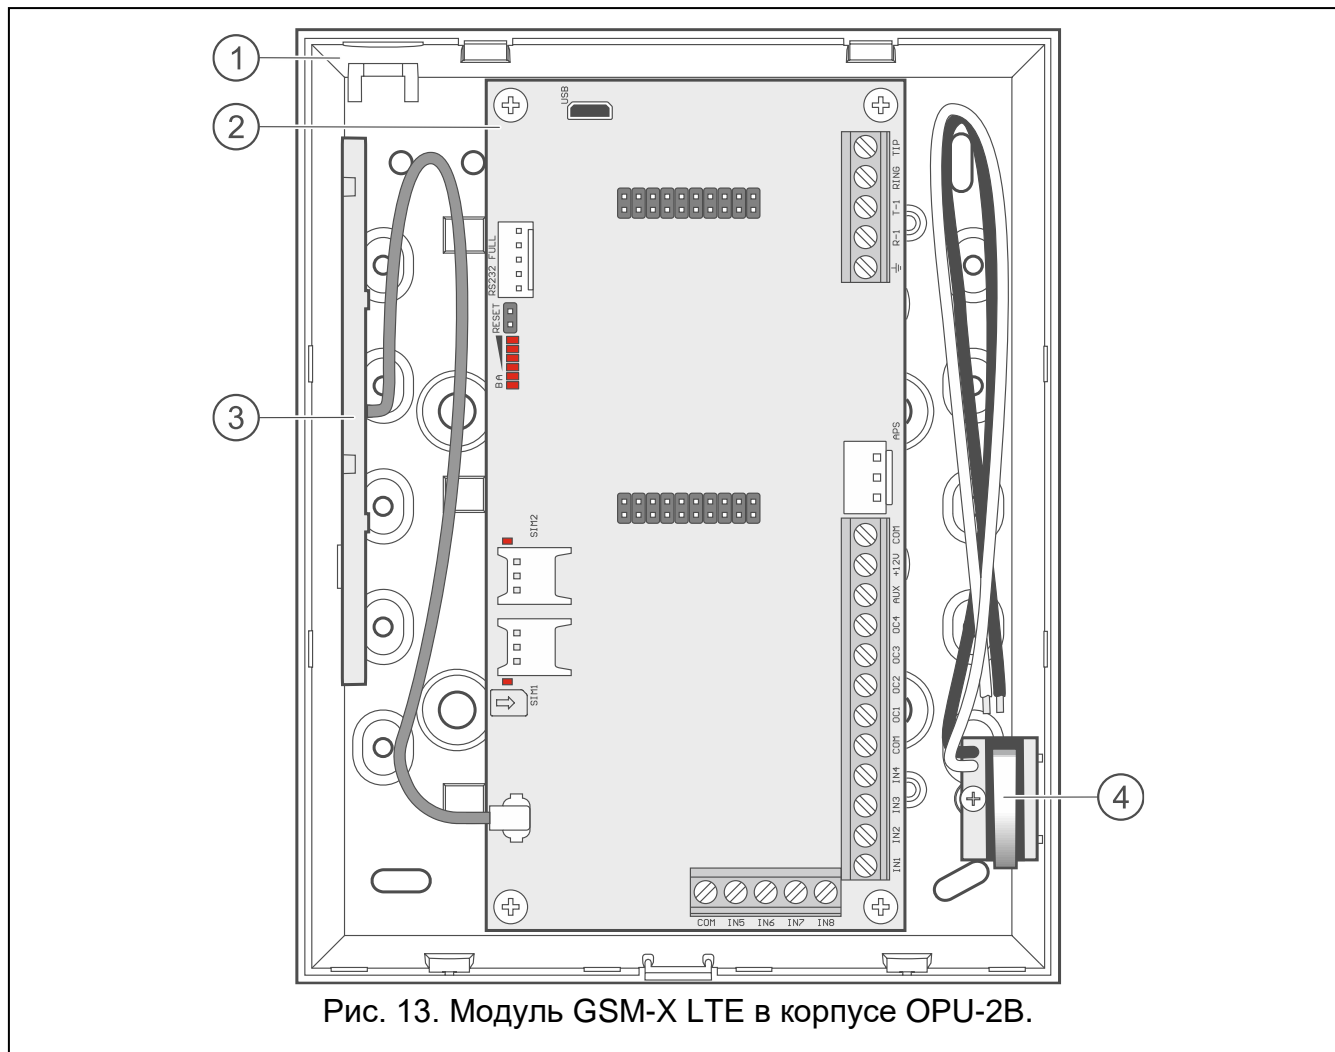 1
2
3
4
USB
TIP
RING
T-1
R-1
RS232 FULL
RESET
B A
APS
SIM2
SIM1
COM
+12V
AUX
OC4
OC3
OC2
OC1
COM
IN4
IN3
IN2
IN1
COM IN5 IN6 IN7 IN8
Рис. 13. Модуль GSM-X LTE в корпусе OPU-2B.